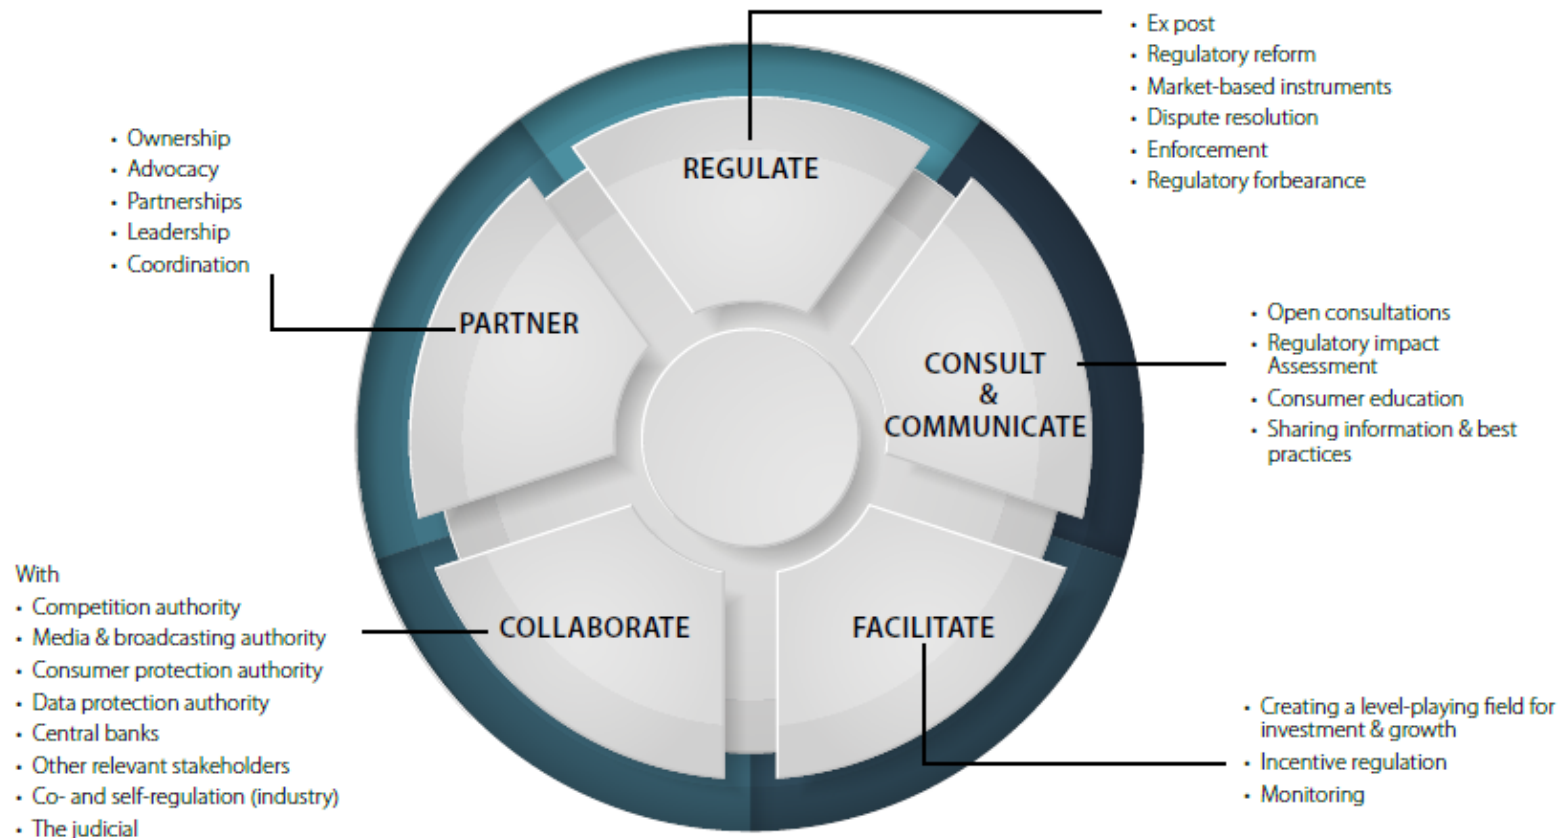 • Ex post
• Regulatory reform
• Market-based instruments
• Dispute resolution
• Enforcement
• Regulatory forbearance
REGULATE
• Ownership
• Advocacy
• Partnerships
• Leadership
• Coordination
PARTNER
CONSULT
&
COMMUNICATE
• Open consultations
• Regulatory impact
Assessment
• Consumer education
• Sharing information & best
practices
With
• Competition authority
• Media & broadcasting authority
• Consumer protection authority
• Data protection authority
• Central banks
• Other relevant stakeholders
• Co- and self-regulation (industry)
• The judicial
COLLABORATE
FACILITATE
• Creating a level-playing field for
investment & growth
• Incentive regulation
• Monitoring